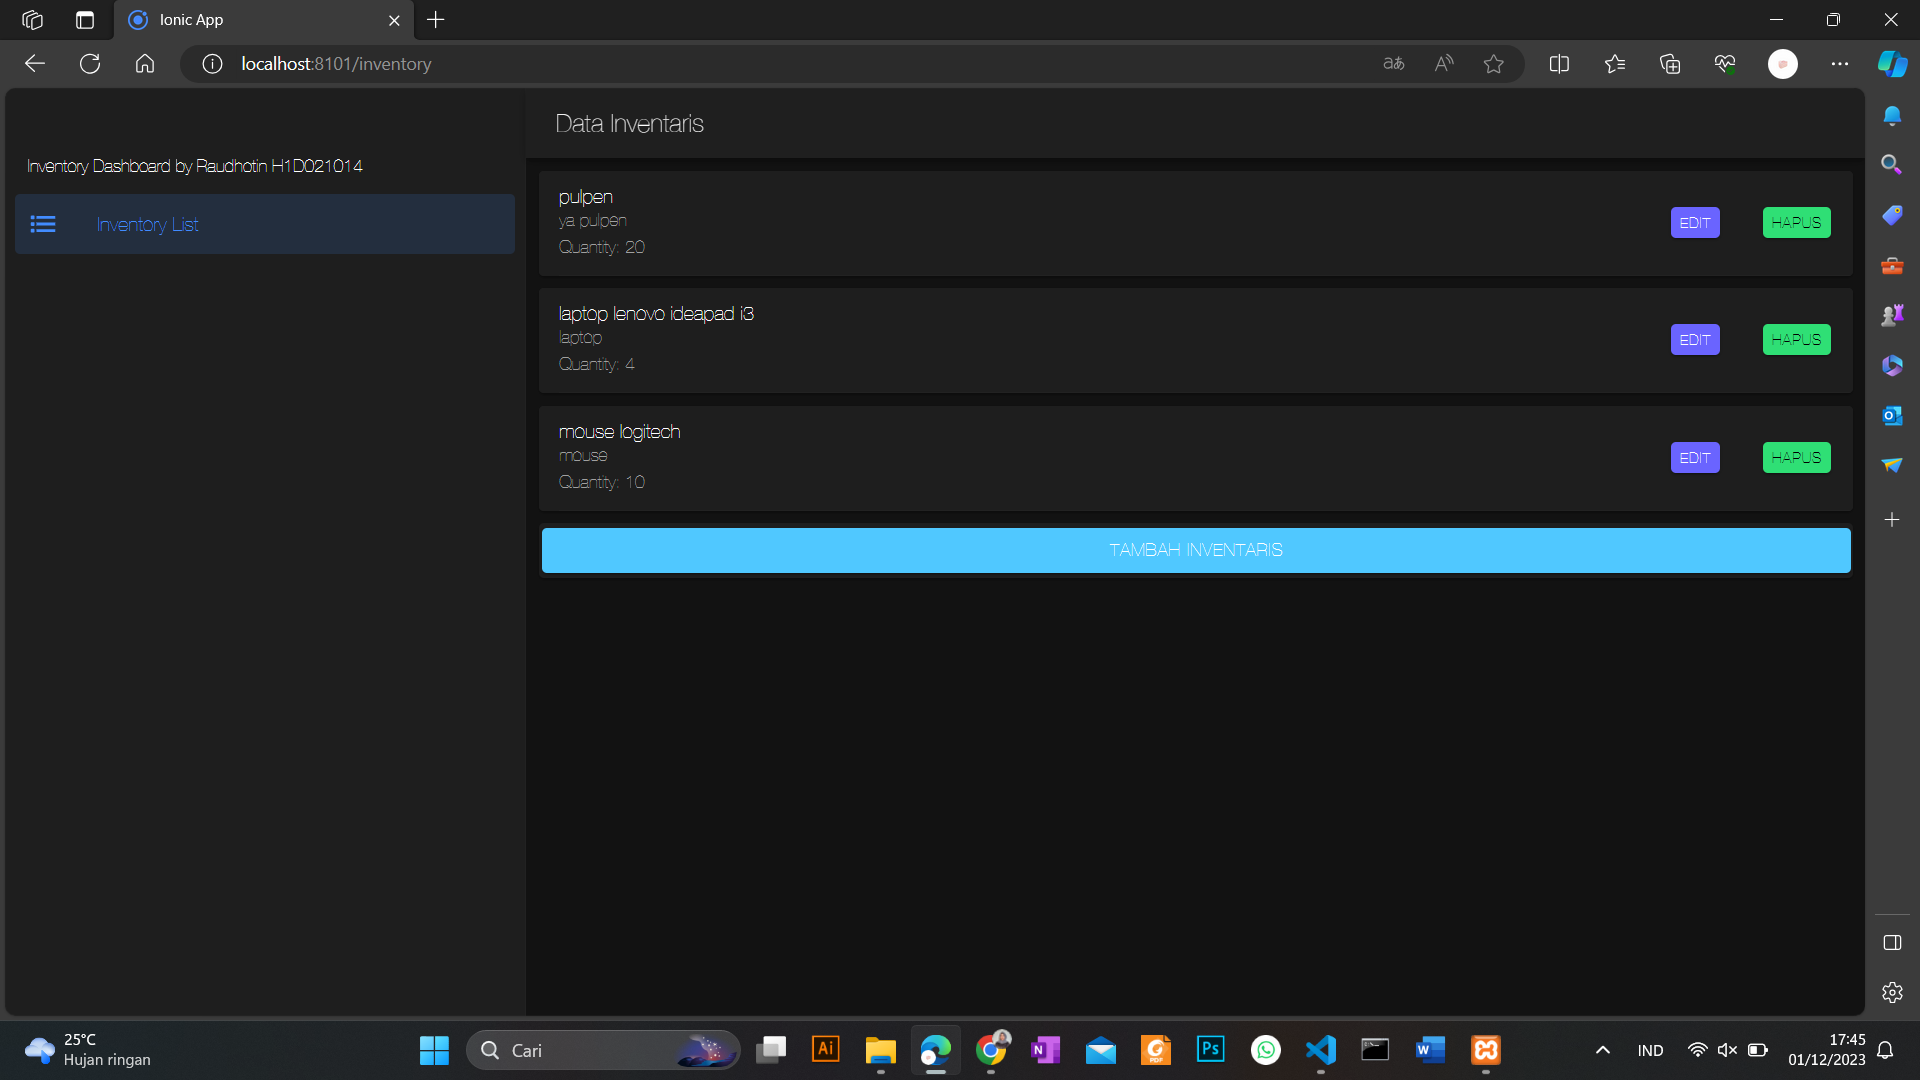 Ionic App
localhost:8101/inventory
Data Inventaris
Inventory Dashboard by Raudhotin H1D021014
Inventory List
pulpen
ya pulpen
Quantity: 20
EDIT
HAPUS
laptop lenovo ideapad i3
laptop
Quantity: 4
EDIT
HAPUS
mouse logitech
mouse
Quantity: 10
EDIT
HAPUS
TAMBAH INVENTARIS
25°C
Hujan ringan
Cari
IND
17:45
01/12/2023